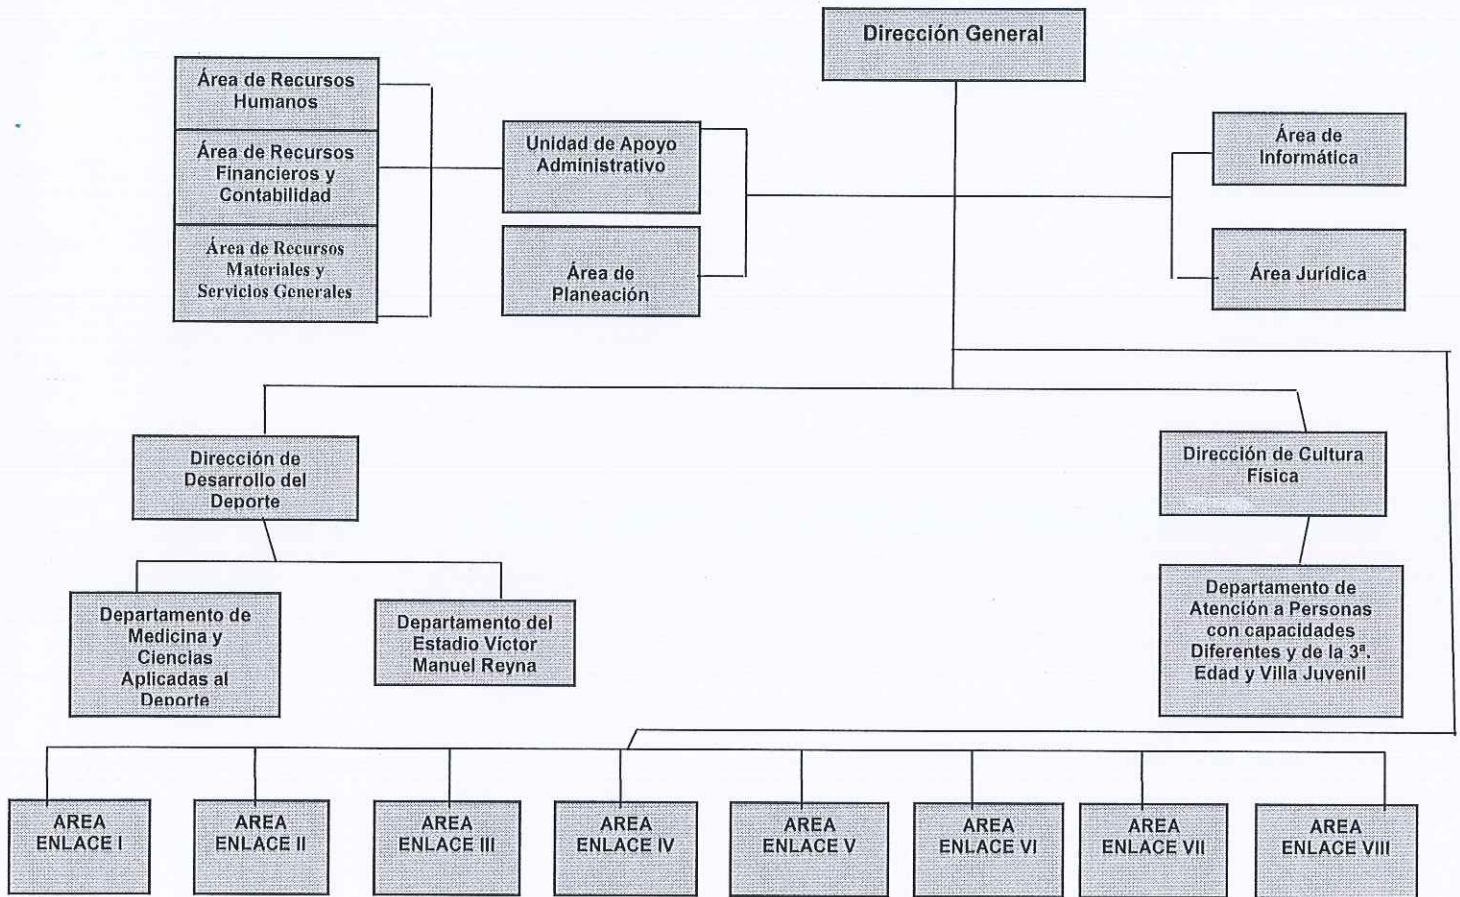 Dirección General
Área de Recursos
Humanos
Área de Recursos
Financieros y
Contabilidad
Área de Recursos
Materiales y
Servicios Generales
Unidad de Apoyo
Administrativo
Área de
Planeación
Área de
Informática
Área Jurídica
Dirección de
Desarrollo del
Deporte
Dirección de Cultura
Física
Departamento de
Medicina y
Ciencias
Aplicadas al
Deporte
Departamento del
Estadio Víctor
Manuel Reyna
Departamento de
Atención a Personas
con capacidades
Diferentes y de la 3ª.
Edad y Villa Juvenil
AREA
ENLACE I
AREA
ENLACE II
AREA
ENLACE III
AREA
ENLACE IV
AREA
ENLACE V
AREA
ENLACE VI
AREA
ENLACE VII
AREA
ENLACE VIII